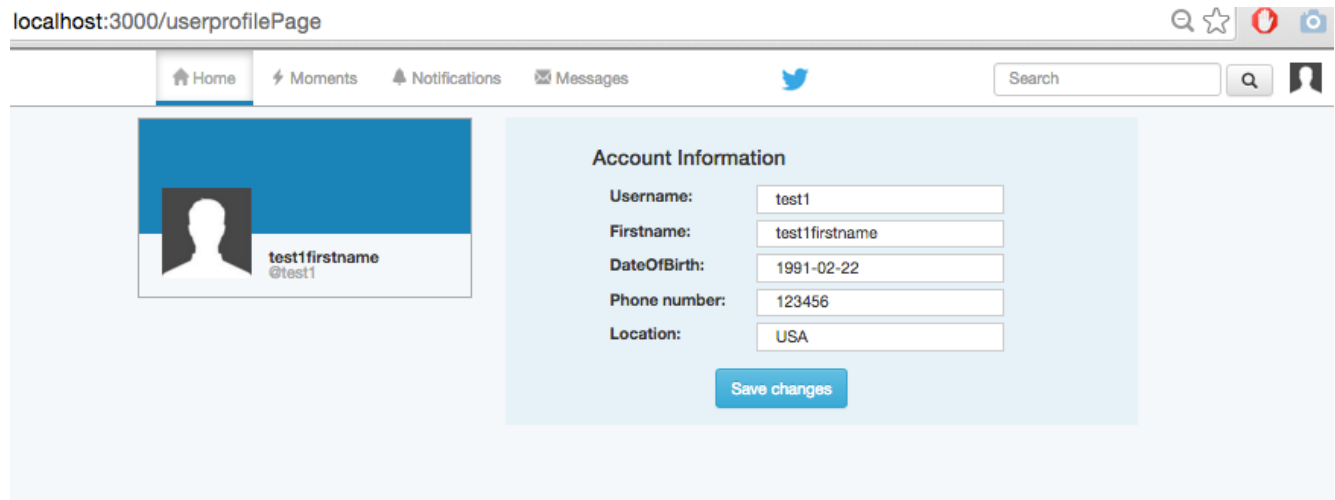 localhost:3000/userprofilePage
Home Moments Notifications Messages Search
test1firstname
@test1
Account Information
Username: test1
Firstname: test1firstname
DateOfBirth: 1991-02-22
Phone number: 123456
Location: USA
Save changes